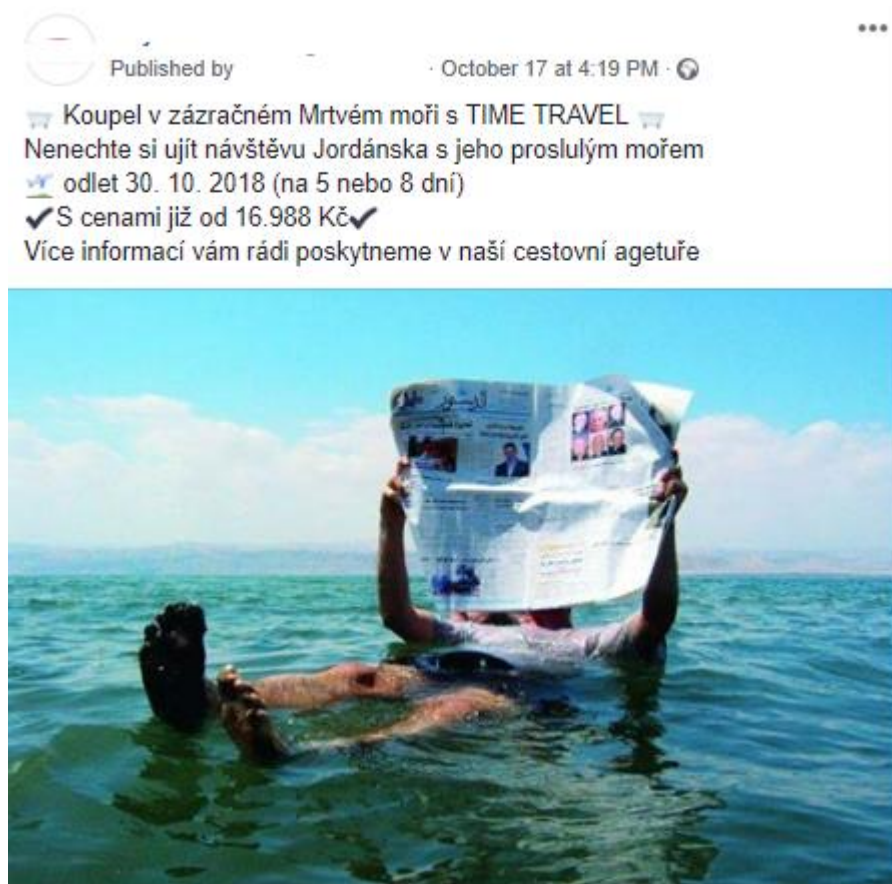 Published by
· October 17 at 4:19 PM ·
Koupel v zázračném Mrtvém moři s TIME TRAVEL
Nenechte si ujít návštěvu Jordánska s jeho proslulým mořem
odlet 30. 10. 2018 (na 5 nebo 8 dní)
✔S cenami již od 16.988 Kč✔
Více informací vám rádi poskytneme v naší cestovní agetuře